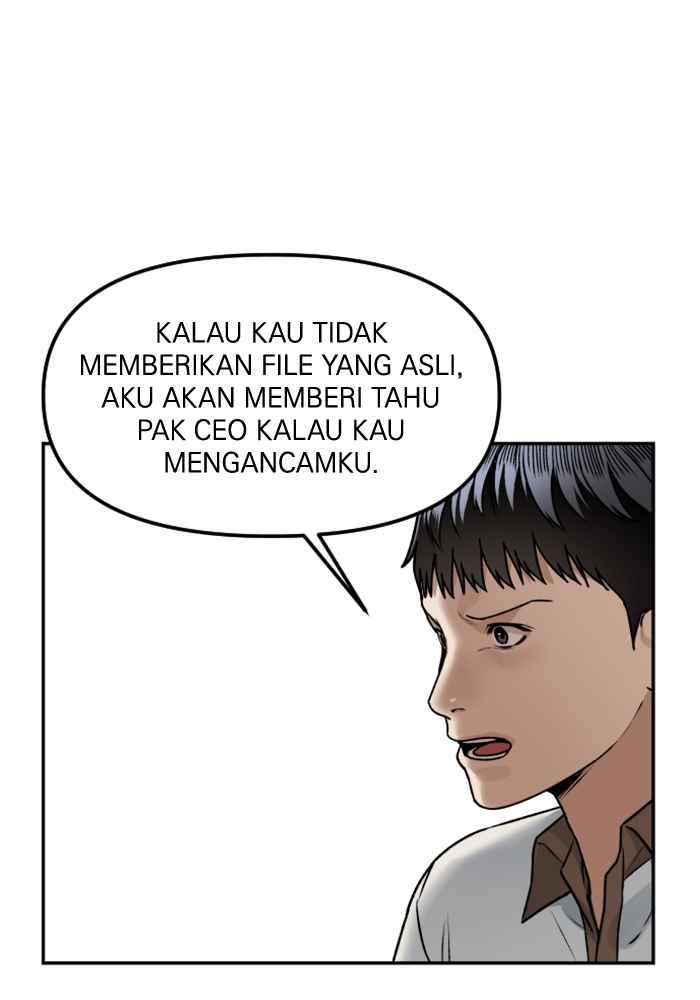 KALAU KAU TIDAK
MEMBERIKAN FILE YANG ASLI,
AKU AKAN MEMBERI TAHU
PAK CEO KALAU KAU
MENGANCAMKU.